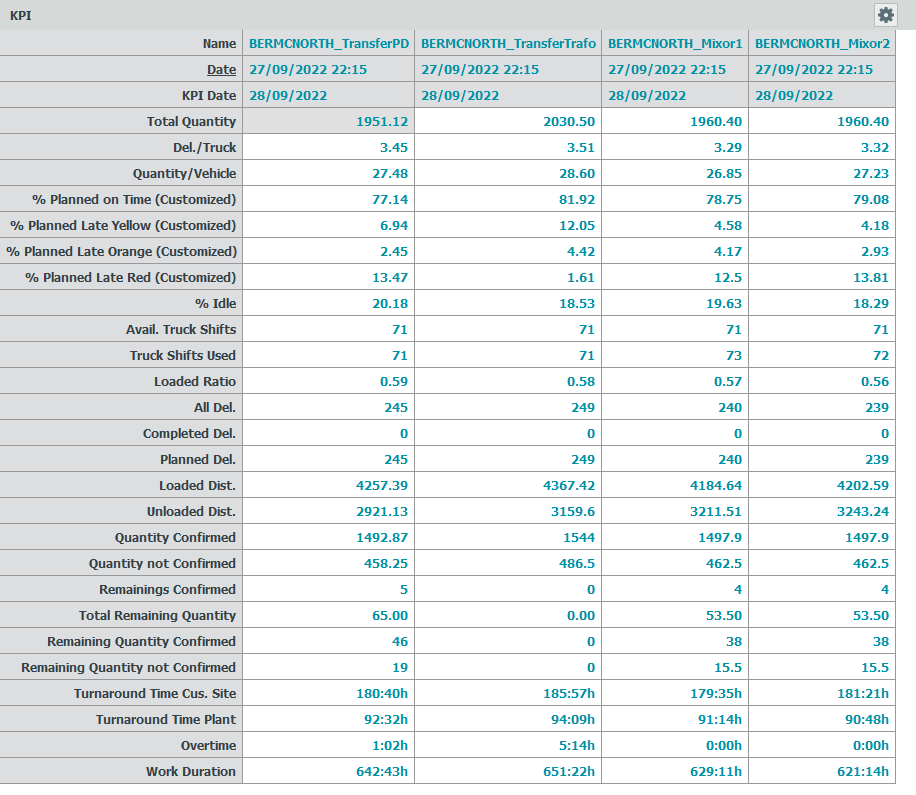 KPI
Name BERMCNORTH_TransferPD BERMCNORTH_TransferTrafo BERMCNORTH_Mixor1 BERMCNORTH_Mixor2
Date 27/09/2022 22:15 27/09/2022 22:15 27/09/2022 22:15 27/09/2022 22:15
KPI Date 28/09/2022 28/09/2022 28/09/2022 28/09/2022
Total Quantity 1951.12 2030.50 1960.40 1960.40
Del./Truck 3.45 3.51 3.29 3.32
Quantity/Vehicle 27.48 28.60 26.85 27.23
% Planned on Time (Customized) 77.14 81.92 78.75 79.08
% Planned Late Yellow (Customized) 6.94 12.05 4.58 4.18
% Planned Late Orange (Customized) 2.45 4.42 4.17 2.93
% Planned Late Red (Customized) 13.47 1.61 12.5 13.81
% Idle 20.18 18.53 19.63 18.29
Avail. Truck Shifts 71 71 71 71
Truck Shifts Used 71 71 73 72
Loaded Ratio 0.59 0.58 0.57 0.56
All Del. 245 249 240 239
Completed Del. 0 0 0 0
Planned Del. 245 249 240 239
Loaded Dist. 4257.39 4367.42 4184.64 4202.59
Unloaded Dist. 2921.13 3159.6 3211.51 3243.24
Quantity Confirmed 1492.87 1544 1497.9 1497.9
Quantity not Confirmed 458.25 486.5 462.5 462.5
Remainings Confirmed 5 0 4 4
Total Remaining Quantity 65.00 0.00 53.50 53.50
Remaining Quantity Confirmed 46 0 38 38
Remaining Quantity not Confirmed 19 0 15.5 15.5
Turnaround Time Cus. Site 180:40h 185:57h 179:35h 181:21h
Turnaround Time Plant 92:32h 94:09h 91:14h 90:48h
Overtime 1:02h 5:14h 0:00h 0:00h
Work Duration 642:43h 651:22h 629:11h 621:14h